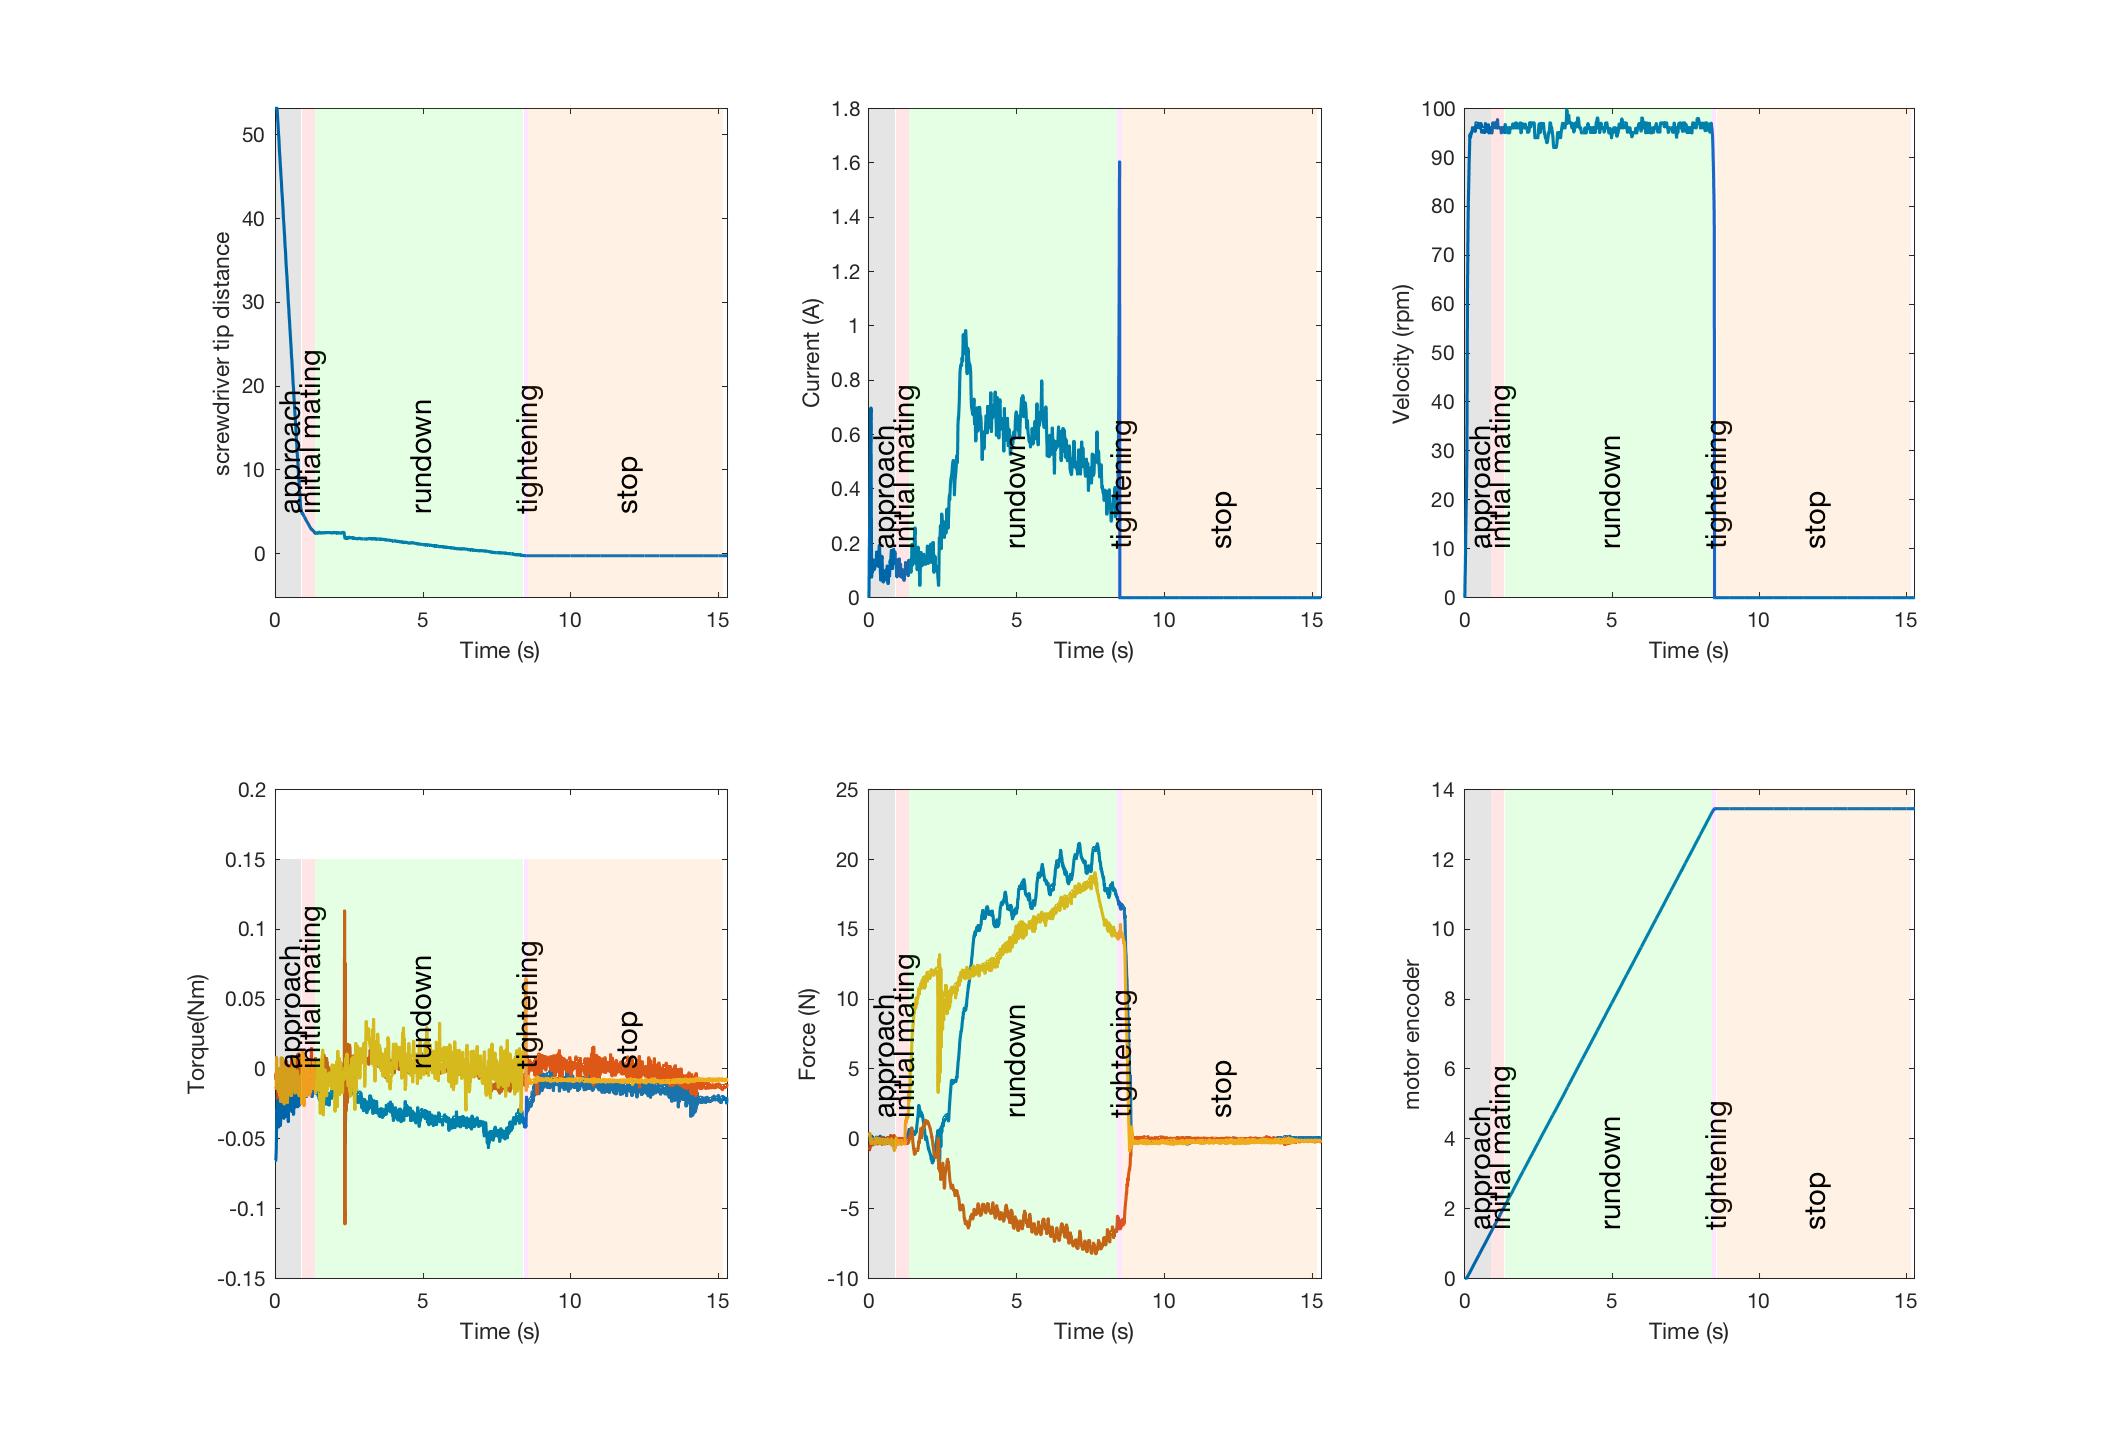 screwdriver tip distance
50
40
30
20
10
0
approach
initial mating
rundown
tightening
stop
0 5 10 15
Time (s)
Current (A)
1.8
1.6
1.4
1.2
1
0.8
0.6
0.4
0.2
0
approach
initial mating
rundown
tightening
stop
0 5 10 15
Time (s)
Velocity (rpm)
100
90
80
70
60
50
40
30
20
10
0
approach
initial mating
rundown
tightening
stop
0 5 10 15
Time (s)
Torque(Nm)
0.2
0.15
0.1
0.05
0
-0.05
-0.1
-0.15
approach
initial mating
rundown
tightening
stop
0 5 10 15
Time (s)
Force (N)
25
20
15
10
5
0
-5
-10
approach
initial mating
rundown
tightening
stop
0 5 10 15
Time (s)
motor encoder
14
12
10
8
6
4
2
0
approach
initial mating
rundown
tightening
stop
0 5 10 15
Time (s)